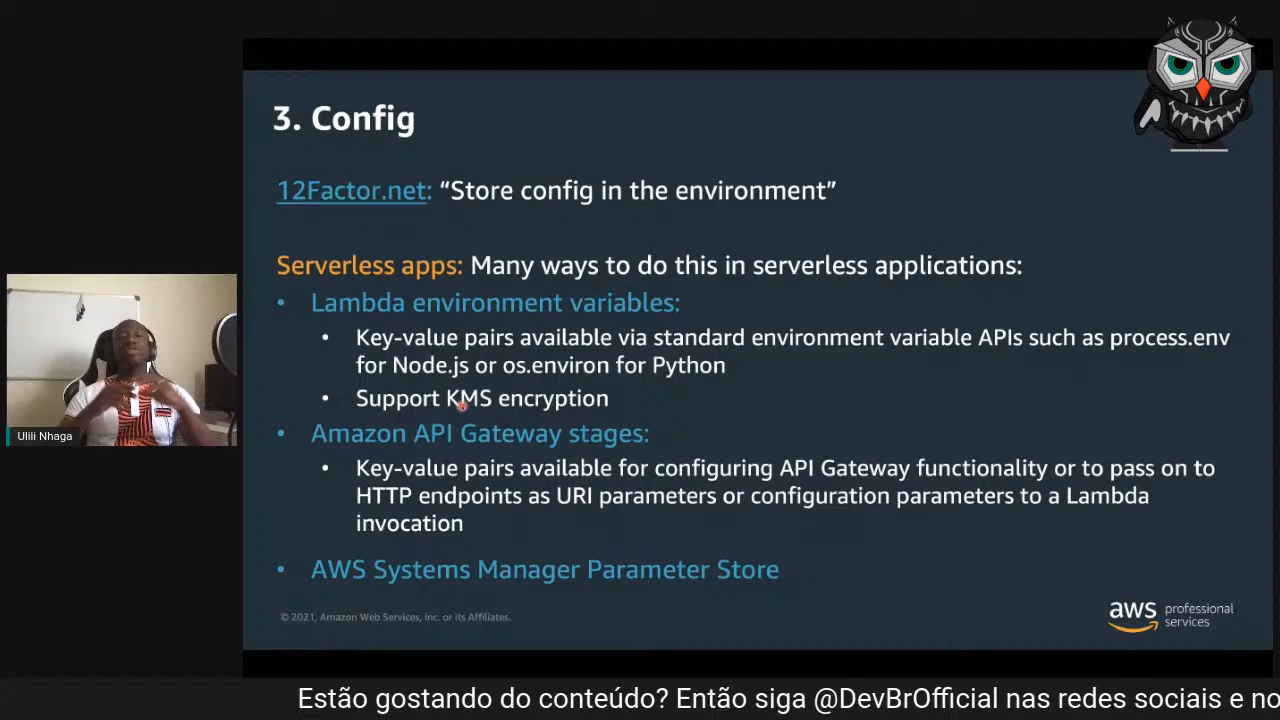 3. Config
12Factor.net: “Store config in the environment”
Serverless apps: Many ways to do this in serverless applications:
• Lambda environment variables:
• Key-value pairs available via standard environment variable APIs such as process.env
for Node.js or os.environ for Python
• Support KMS encryption
• Amazon API Gateway stages:
• Key-value pairs available for configuring API Gateway functionality or to pass on to
HTTP endpoints as URI parameters or configuration parameters to a Lambda
invocation
• AWS Systems Manager Parameter Store
© 2021, Amazon Web Services, Inc. or its Affiliates.
aws professional
services
Ulili Nhaga
Estão gostando do conteúdo? Então siga @DevBrOfficial nas redes sociais e no